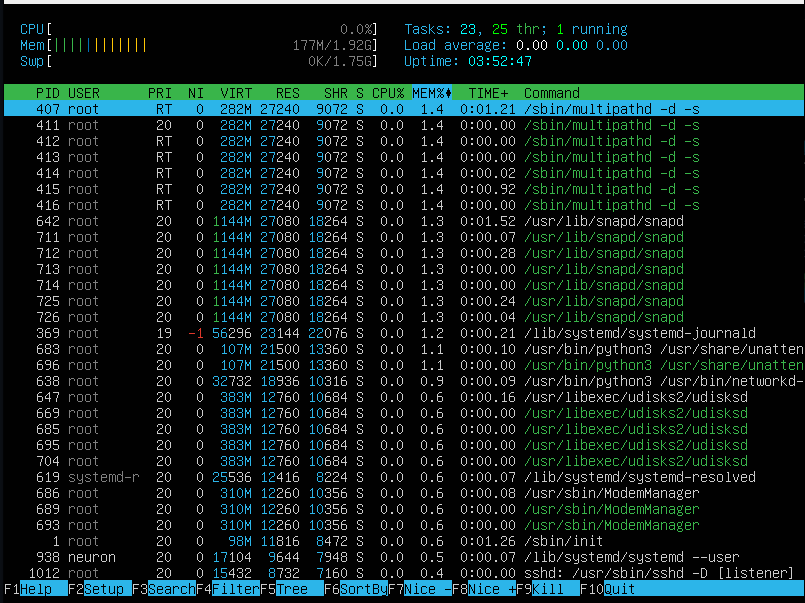 CPU[ 0.0%] Tasks: 23, 25 thr; 1 running
Mem[|||||||||||| 177M/1.92G] Load average: 0.00 0.00 0.00
Swp[ 0K/1.75G] Uptime: 03:52:47
PID USER PRI NI VIRT RES SHR S CPU% MEM% TIME+ Command
407 root RT 0 282M 27240 9072 S 0.0 1.4 0:01.21 /sbin/multipathd -d -s
411 root 20 0 282M 27240 9072 S 0.0 1.4 0:00.00 /sbin/multipathd -d -s
412 root RT 0 282M 27240 9072 S 0.0 1.4 0:00.00 /sbin/multipathd -d -s
413 root RT 0 282M 27240 9072 S 0.0 1.4 0:00.00 /sbin/multipathd -d -s
414 root RT 0 282M 27240 9072 S 0.0 1.4 0:00.02 /sbin/multipathd -d -s
415 root RT 0 282M 27240 9072 S 0.0 1.4 0:00.92 /sbin/multipathd -d -s
416 root RT 0 282M 27240 9072 S 0.0 1.4 0:00.00 /sbin/multipathd -d -s
642 root 20 0 1144M 27080 18264 S 0.0 1.3 0:01.52 /usr/lib/snapd/snapd
711 root 20 0 1144M 27080 18264 S 0.0 1.3 0:00.07 /usr/lib/snapd/snapd
712 root 20 0 1144M 27080 18264 S 0.0 1.3 0:00.28 /usr/lib/snapd/snapd
713 root 20 0 1144M 27080 18264 S 0.0 1.3 0:00.00 /usr/lib/snapd/snapd
714 root 20 0 1144M 27080 18264 S 0.0 1.3 0:00.00 /usr/lib/snapd/snapd
725 root 20 0 1144M 27080 18264 S 0.0 1.3 0:00.24 /usr/lib/snapd/snapd
726 root 20 0 1144M 27080 18264 S 0.0 1.3 0:00.04 /usr/lib/snapd/snapd
369 root 19 -1 56296 23144 22076 S 0.0 1.2 0:00.21 /lib/systemd/systemd-journald
683 root 20 0 107M 21500 13360 S 0.0 1.1 0:00.10 /usr/bin/python3 /usr/share/unatten
696 root 20 0 107M 21500 13360 S 0.0 1.1 0:00.00 /usr/bin/python3 /usr/share/unatten
638 root 20 0 32732 18936 10316 S 0.0 0.9 0:00.09 /usr/bin/python3 /usr/bin/networkd-
647 root 20 0 383M 12760 10684 S 0.0 0.6 0:00.16 /usr/libexec/udisks2/udisksd
669 root 20 0 383M 12760 10684 S 0.0 0.6 0:00.00 /usr/libexec/udisks2/udisksd
685 root 20 0 383M 12760 10684 S 0.0 0.6 0:00.00 /usr/libexec/udisks2/udisksd
695 root 20 0 383M 12760 10684 S 0.0 0.6 0:00.00 /usr/libexec/udisks2/udisksd
704 root 20 0 383M 12760 10684 S 0.0 0.6 0:00.00 /usr/libexec/udisks2/udisksd
619 systemd-r 20 0 25536 12416 8224 S 0.0 0.6 0:00.07 /lib/systemd/systemd-resolved
686 root 20 0 310M 12260 10356 S 0.0 0.6 0:00.08 /usr/sbin/ModemManager
689 root 20 0 310M 12260 10356 S 0.0 0.6 0:00.00 /usr/sbin/ModemManager
693 root 20 0 310M 12260 10356 S 0.0 0.6 0:00.00 /usr/sbin/ModemManager
1 root 20 0 98M 11816 8472 S 0.0 0.6 0:01.26 /sbin/init
938 neuron 20 0 17104 9644 7948 S 0.0 0.5 0:00.07 /lib/systemd/systemd --user
1012 root 20 0 15432 8732 7160 S 0.0 0.4 0:00.00 sshd: /usr/sbin/sshd -D [listener]
F1Help F2Setup F3SearchF4FilterF5Tree F6SortByF7Nice -F8Nice +F9Kill F10Quit